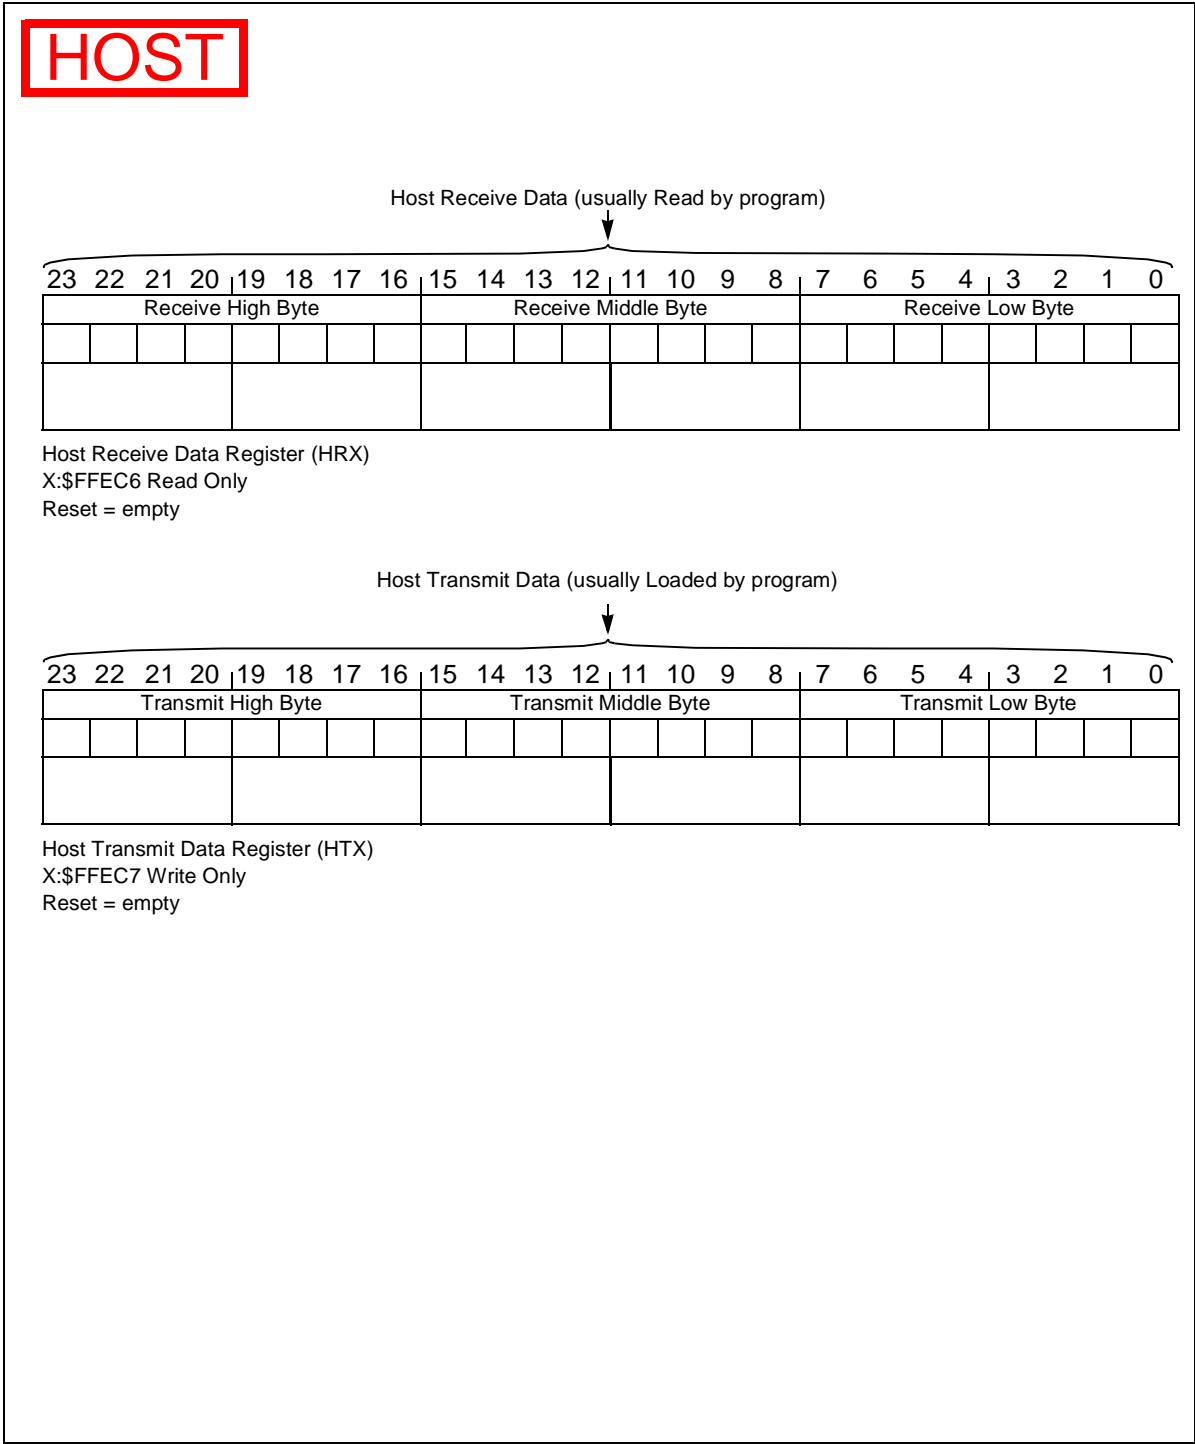 HOST
Host Receive Data (usually Read by program)
23 22 21 20 19 18 17 16 15 14 13 12 11 10 9 8 7 6 5 4 3 2 1 0
Receive High Byte Receive Middle Byte Receive Low Byte
Host Receive Data Register (HRX)
X:$FFEC6 Read Only
Reset = empty
Host Transmit Data (usually Loaded by program)
23 22 21 20 19 18 17 16 15 14 13 12 11 10 9 8 7 6 5 4 3 2 1 0
Transmit High Byte Transmit Middle Byte Transmit Low Byte
Host Transmit Data Register (HTX)
X:$FFEC7 Write Only
Reset = empty